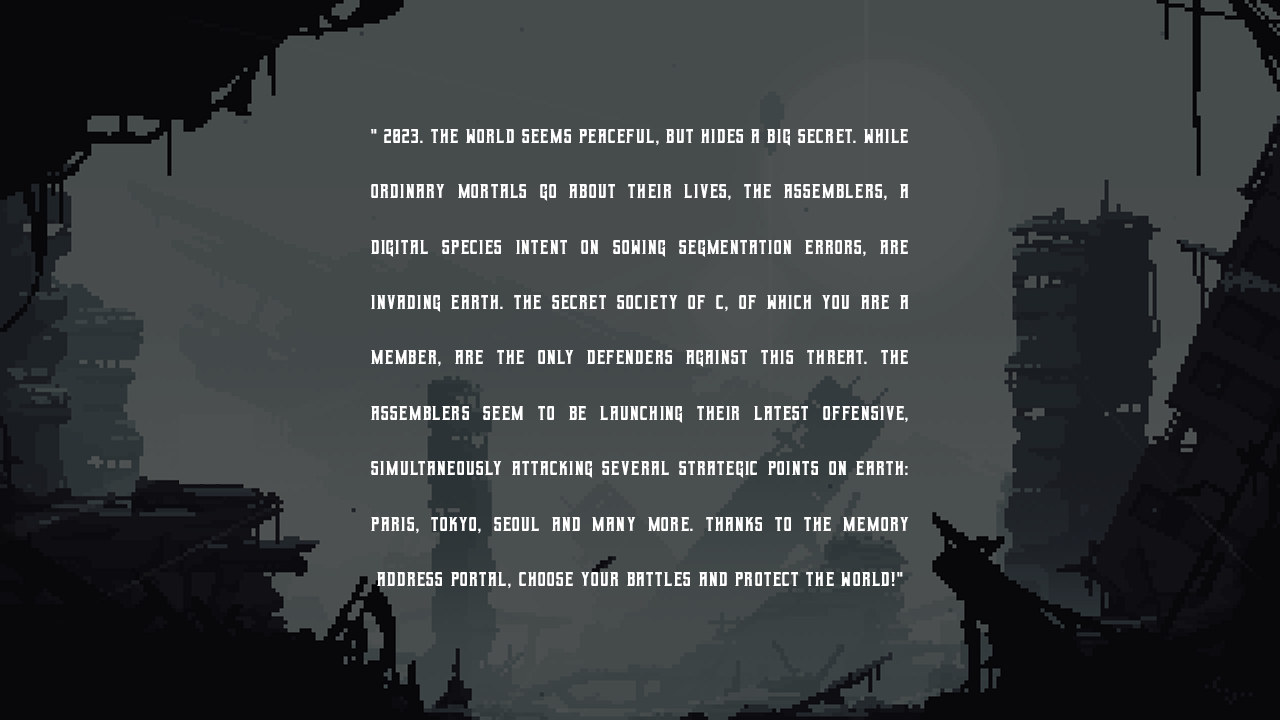 " 2023. THE WORLD SEEMS PEACEFUL, BUT HIDES A BIG SECRET. WHILE
ORDINARY MORTALS GO ABOUT THEIR LIVES, THE ASSEMBLERS, A
DIGITAL SPECIES INTENT ON SOWING SEGMENTATION ERRORS, ARE
INVADING EARTH. THE SECRET SOCIETY OF C, OF WHICH YOU ARE A
MEMBER, ARE THE ONLY DEFENDERS AGAINST THIS THREAT. THE
ASSEMBLERS SEEM TO BE LAUNCHING THEIR LATEST OFFENSIVE,
SIMULTANEOUSLY ATTACKING SEVERAL STRATEGIC POINTS ON EARTH:
PARIS, TOKYO, SEOUL AND MANY MORE. THANKS TO THE MEMORY
ADDRESS PORTAL, CHOOSE YOUR BATTLES AND PROTECT THE WORLD!"